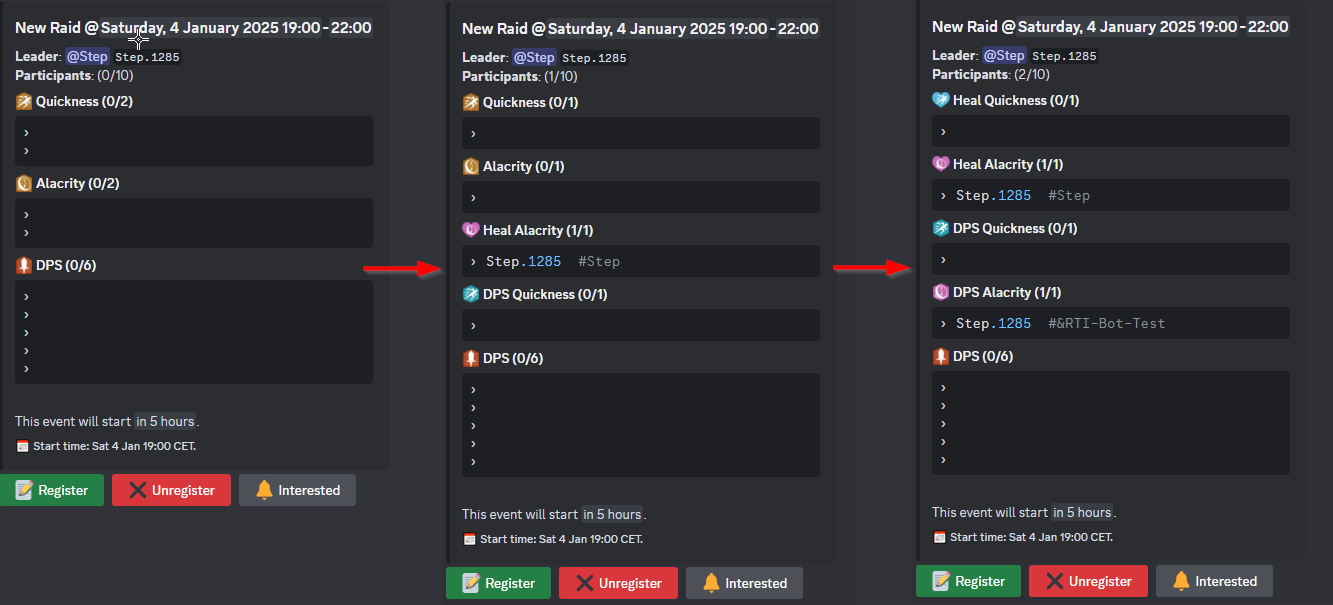 New Raid @Saturday, 4 January 2025 19:00 - 22:00
Leader: @Step Step.1285
Participants: (0/10)
Quickness (0/2)
›
›
Alacrity (0/2)
›
›
DPS (0/6)
›
›
›
›
›
This event will start in 5 hours.
Start time: Sat 4 Jan 19:00 CET.
Register
Unregister
Interested
New Raid @Saturday, 4 January 2025 19:00 - 22:00
Leader: @Step Step.1285
Participants: (1/10)
Quickness (0/1)
›
Alacrity (0/1)
›
Heal Alacrity (1/1)
› Step.1285 #Step
DPS Quickness (0/1)
›
DPS (0/6)
›
›
›
›
›
This event will start in 5 hours.
Start time: Sat 4 Jan 19:00 CET.
Register
Unregister
Interested
New Raid @Saturday, 4 January 2025 19:00 - 22:00
Leader: @Step Step.1285
Participants: (2/10)
Heal Quickness (0/1)
›
Heal Alacrity (1/1)
› Step.1285 #Step
DPS Quickness (0/1)
›
DPS Alacrity (1/1)
› Step.1285 #&RTI-Bot-Test
DPS (0/6)
›
›
›
›
›
This event will start in 5 hours.
Start time: Sat 4 Jan 19:00 CET.
Register
Unregister
Interested